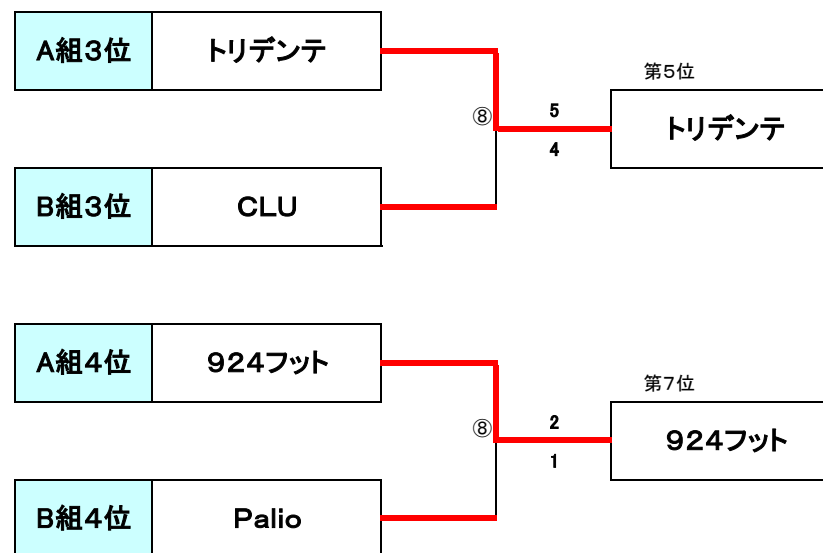 A組3位 トリデンテ
第5位
⑧ 5
トリデンテ
4
B組3位 CLU
A組4位 924フット
第7位
⑧ 2
924フット
1
B組4位 Palio